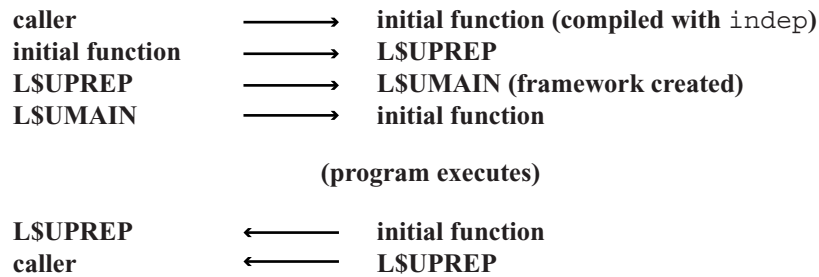 caller → initial function (compiled with indep)
initial function → L$UPREP
L$UPREP → L$UMAIN (framework created)
L$UMAIN → initial function
(program executes)
L$UPREP ← initial function
caller ← L$UPREP